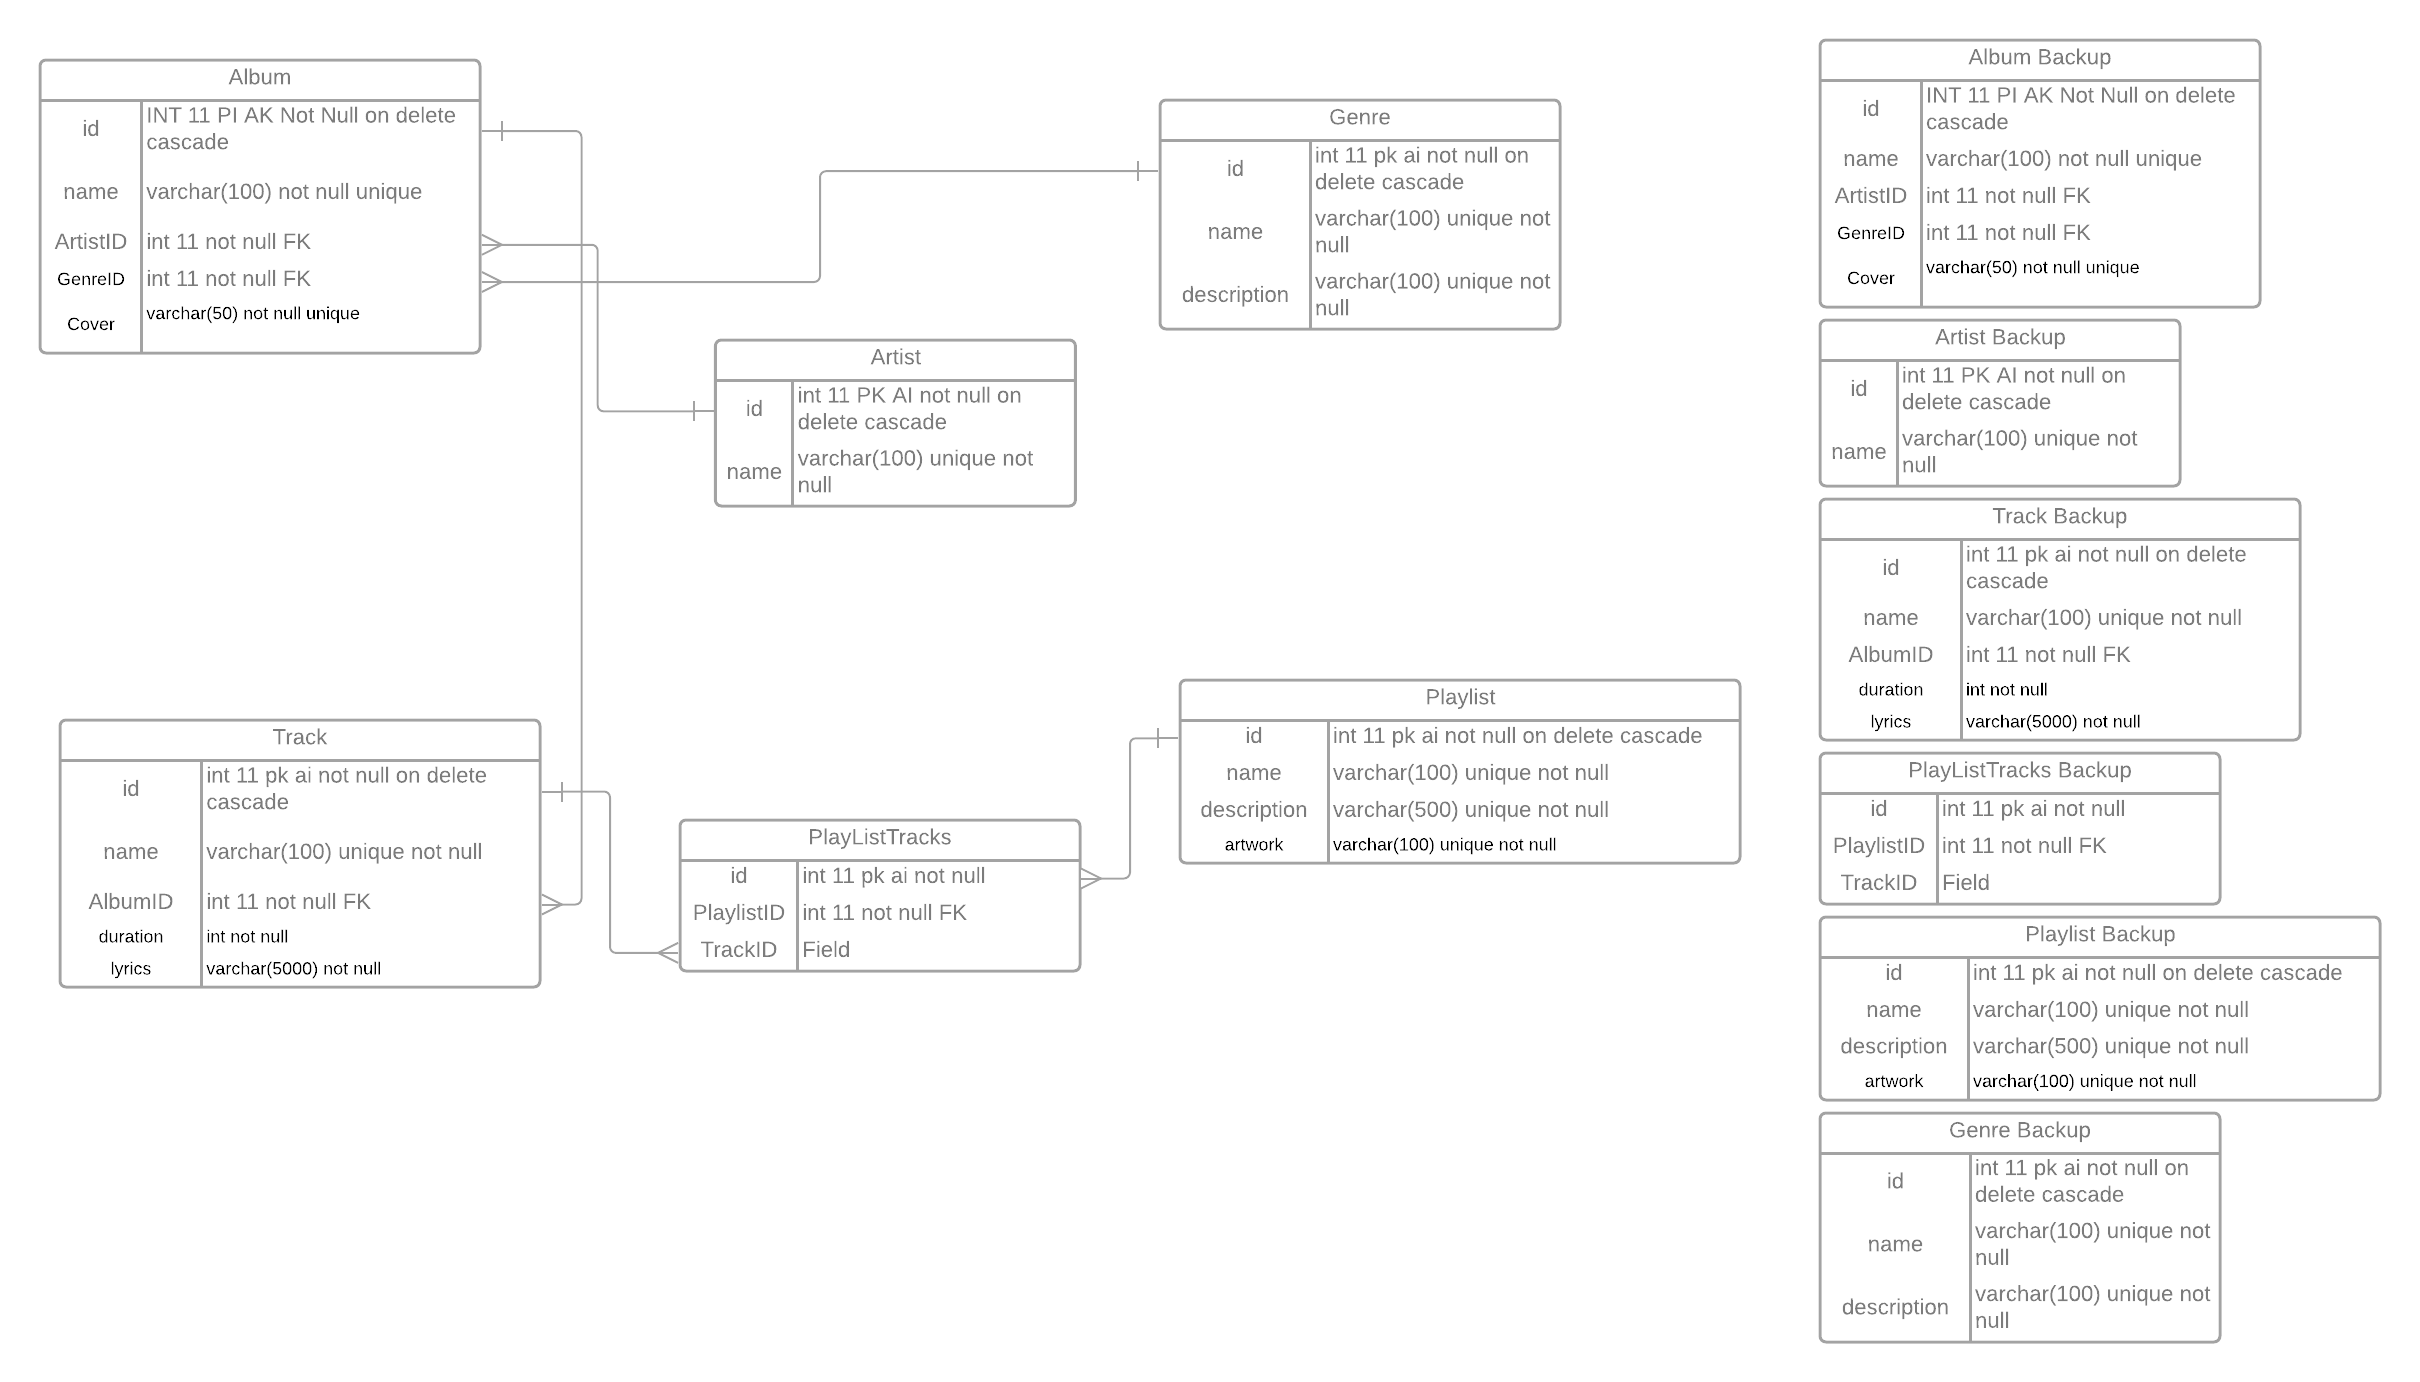 Album
id
INT 11 PI AK Not Null on delete
cascade
name
varchar(100) not null unique
ArtistID
int 11 not null FK
GenreID
int 11 not null FK
Cover
varchar(50) not null unique
Genre
id
int 11 pk ai not null on
delete cascade
name
varchar(100) unique not
null
description
varchar(100) unique not
null
Artist
id
int 11 PK AI not null on
delete cascade
name
varchar(100) unique not
null
Track
id
int 11 pk ai not null on delete
cascade
name
varchar(100) unique not null
AlbumID
int 11 not null FK
duration
int not null
lyrics
varchar(5000) not null
PlayListTracks
id
int 11 pk ai not null
PlaylistID
int 11 not null FK
TrackID
Field
Playlist
id
int 11 pk ai not null on delete cascade
name
varchar(100) unique not null
description
varchar(500) unique not null
artwork
varchar(100) unique not null
Album Backup
id
INT 11 PI AK Not Null on delete
cascade
name
varchar(100) not null unique
ArtistID
int 11 not null FK
GenreID
int 11 not null FK
Cover
varchar(50) not null unique
Artist Backup
id
int 11 PK AI not null on
delete cascade
name
varchar(100) unique not
null
Track Backup
id
int 11 pk ai not null on delete
cascade
name
varchar(100) unique not null
AlbumID
int 11 not null FK
duration
int not null
lyrics
varchar(5000) not null
PlayListTracks Backup
id
int 11 pk ai not null
PlaylistID
int 11 not null FK
TrackID
Field
Playlist Backup
id
int 11 pk ai not null on delete cascade
name
varchar(100) unique not null
description
varchar(500) unique not null
artwork
varchar(100) unique not null
Genre Backup
id
int 11 pk ai not null on
delete cascade
name
varchar(100) unique not
null
description
varchar(100) unique not
null